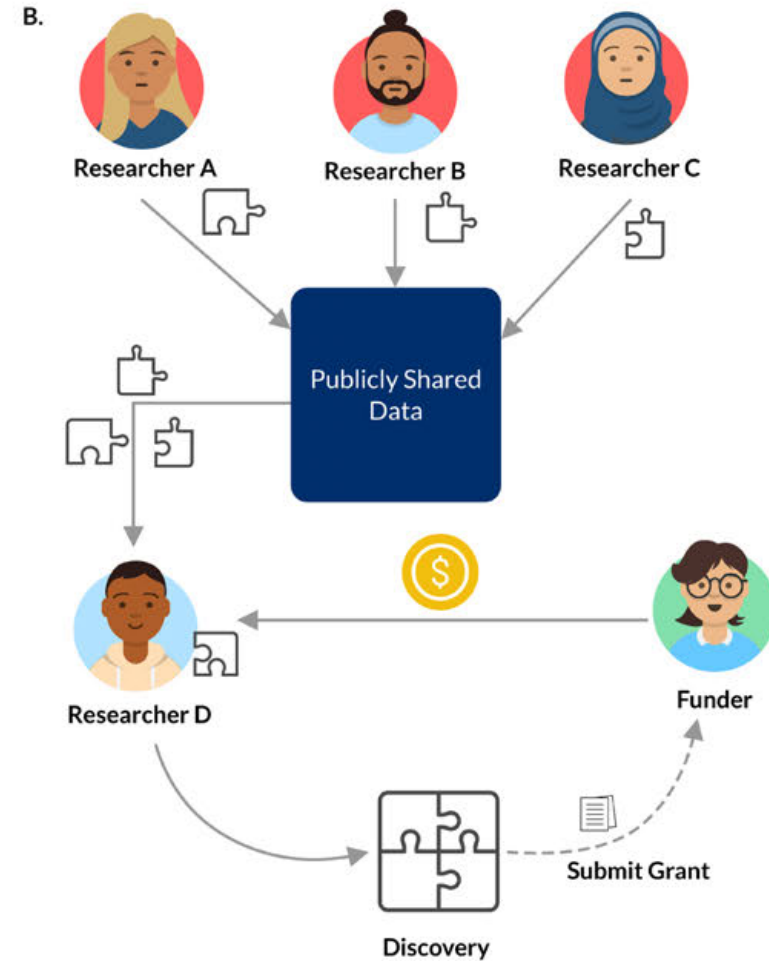 B.
Researcher A
Researcher B
Researcher C
Publicly Shared
Data
$
Researcher D
Funder
Submit Grant
Discovery